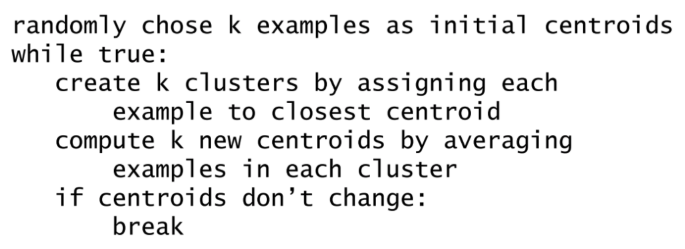 randomly chose k examples as initial centroids
while true:
create k clusters by assigning each
example to closest centroid
compute k new centroids by averaging
examples in each cluster
if centroids don’t change:
break